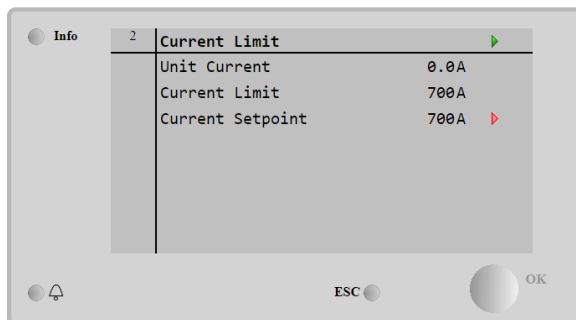 Info
2 Current Limit
Unit Current 0.0A
Current Limit 700A
Current Setpoint 700A
ESC
OK